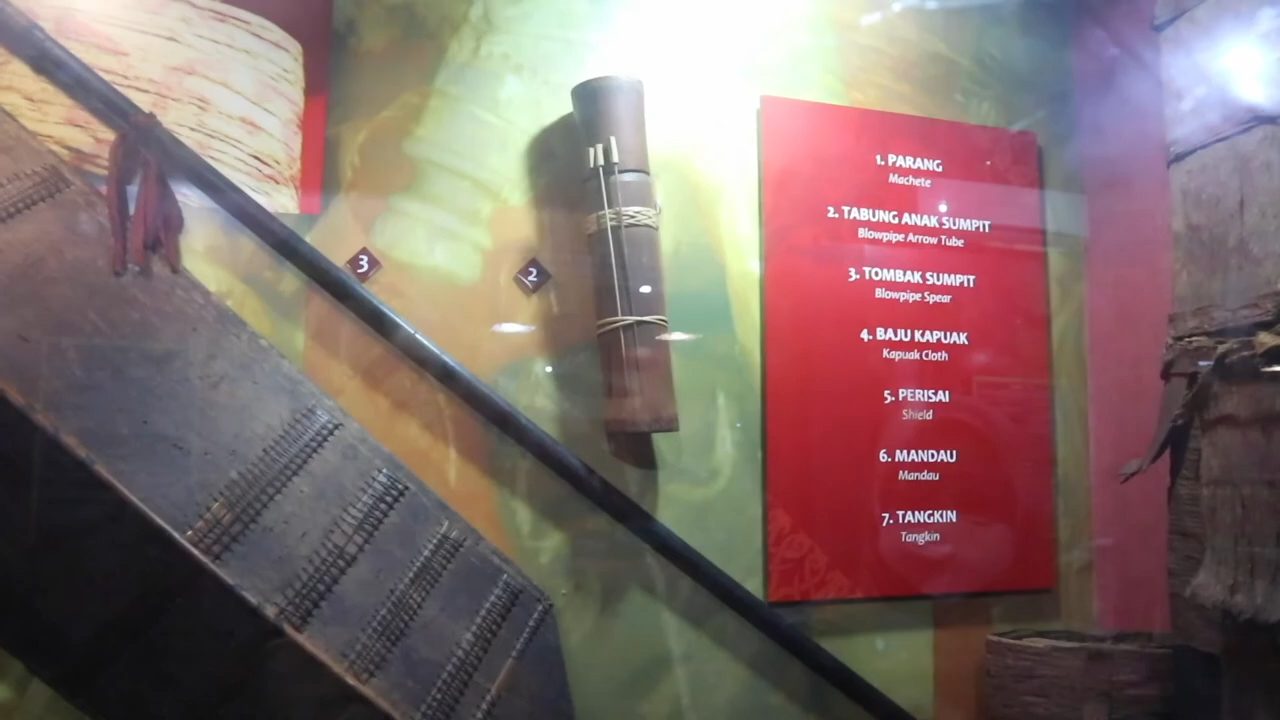 3
2
1. PARANG
Machete
2. TABUNG ANAK SUMPIT
Blowpipe Arrow Tube
3. TOMBAK SUMPIT
Blowpipe Spear
4. BAJU KAPUAK
Kapuak Cloth
5. PERISAI
Shield
6. MANDAU
Mandau
7. TANGKIN
Tangkin